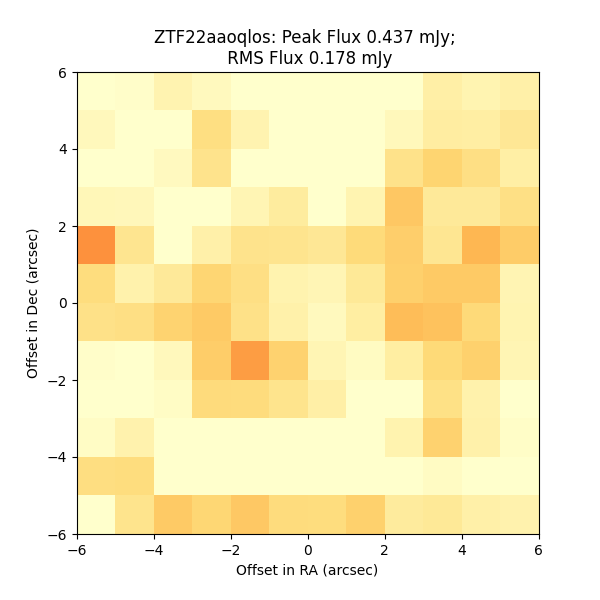 ZTF22aaoqlos: Peak Flux 0.437 mJy;
RMS Flux 0.178 mJy
6
4
2
0
−2
−4
−6
Offset in Dec (arcsec)
−6 −4 −2 0 2 4 6
Offset in RA (arcsec)